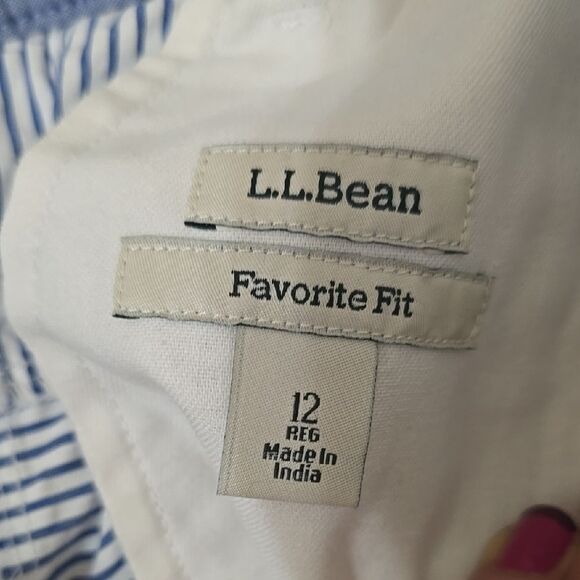 L.L.Bean
Favorite Fit
12
REG
Made In
India